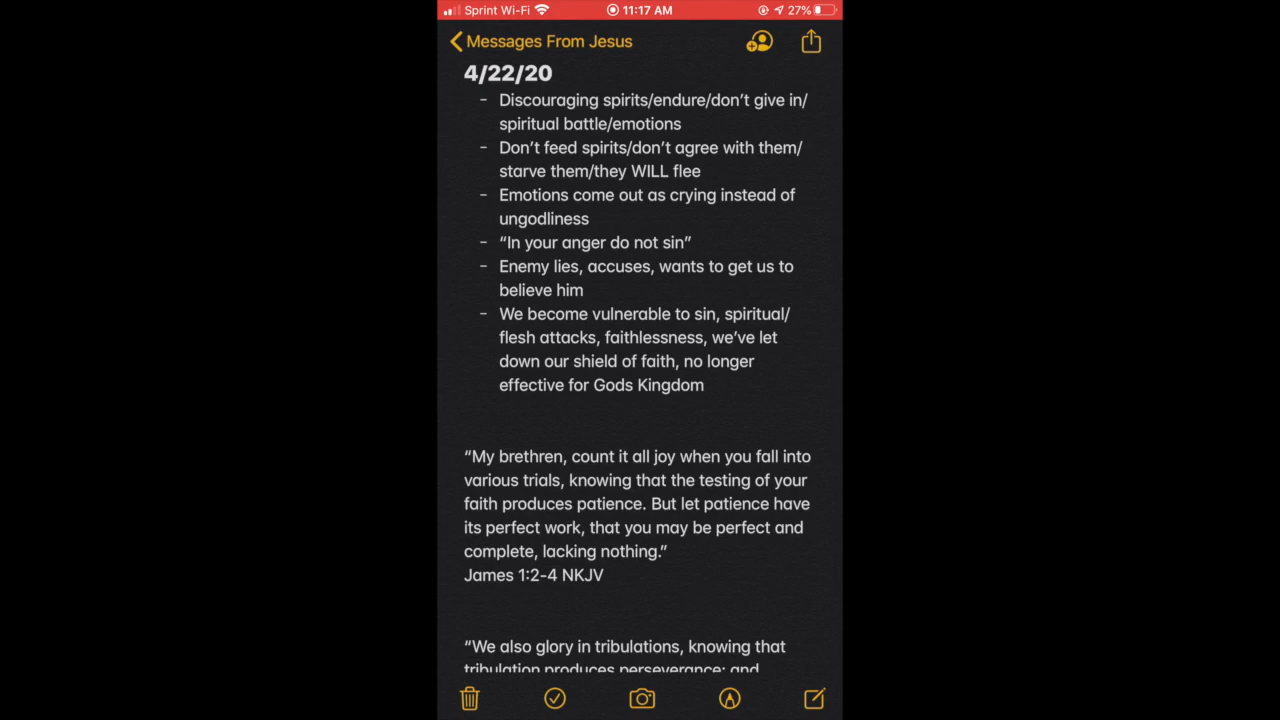 Sprint Wi-Fi 11:17 AM 27%
Messages From Jesus
4/22/20
- Discouraging spirits/endure/don’t give in/
spiritual battle/emotions
- Don’t feed spirits/don’t agree with them/
starve them/they WILL flee
- Emotions come out as crying instead of
ungodliness
- “In your anger do not sin”
- Enemy lies, accuses, wants to get us to
believe him
- We become vulnerable to sin, spiritual/
flesh attacks, faithlessness, we’ve let
down our shield of faith, no longer
effective for Gods Kingdom
“My brethren, count it all joy when you fall into
various trials, knowing that the testing of your
faith produces patience. But let patience have
its perfect work, that you may be perfect and
complete, lacking nothing.”
James 1:2-4 NKJV
“We also glory in tribulations, knowing that
tribulation produces perseverance; and